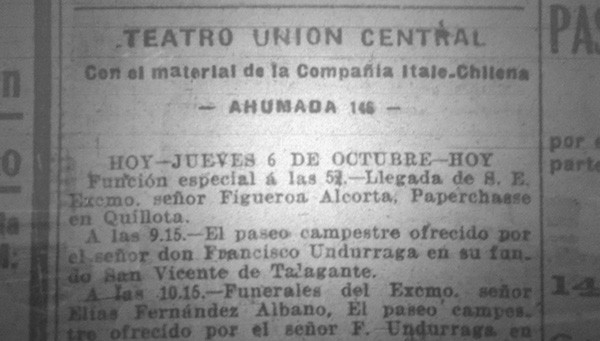 TEATRO UNION CENTRAL
Con el material de la Compañia Italo-Chilena
— AHUMADA 146 —
HOY—JUEVES 6 DE OCTUBRE—HOY
Función especial á las 5½.—Llegada de S. E.
Excmo. señor Figueroa Alcorta, Paperchasse
en Quillota.
A las 9.15.—El paseo campestre ofrecido por
el señor don Francisco Undurraga en su fun-
do San Vicente de Talagante.
A las 10.15.—Funerales del Excmo. señor
Elías Fernández Albano, El paseo campes-
tre ofrecido por el señor F. Undurraga en
PAS
por e
parte
14